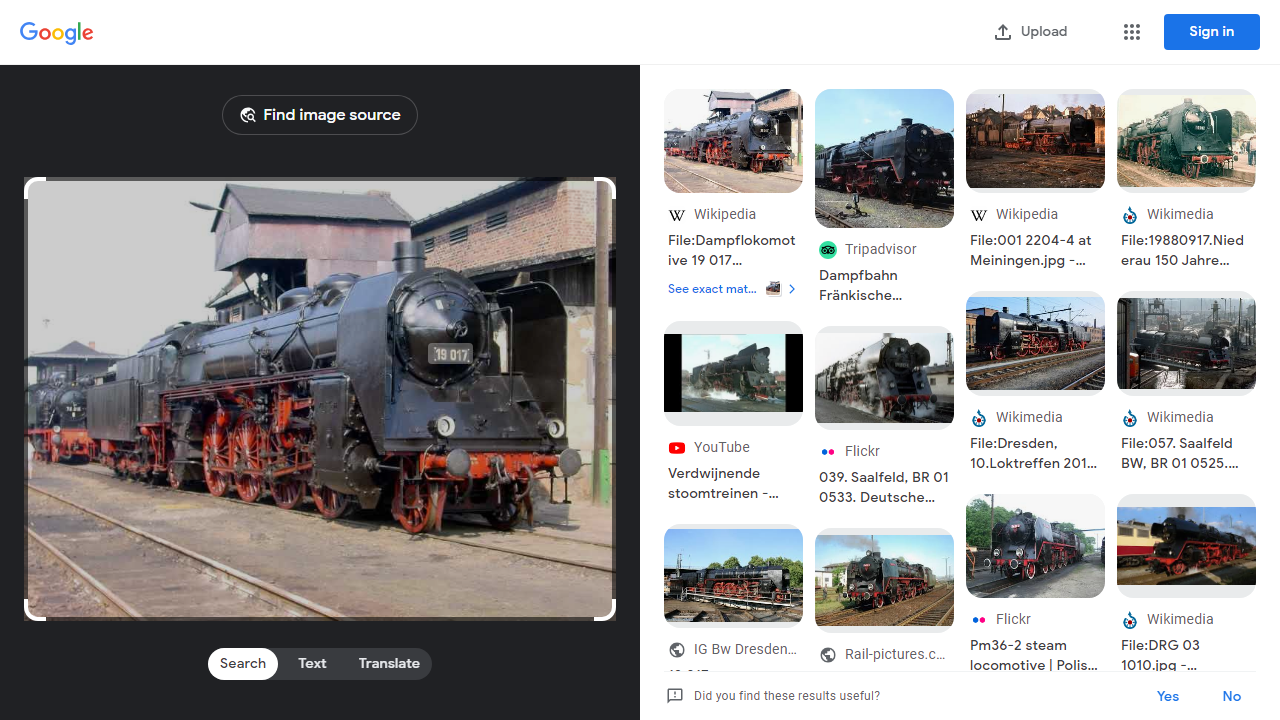 Google
Upload
Sign in
Find image source
19 017
Search
Text
Translate
Wikipedia
File:Dampflokomot
ive 19 017...
See exact mat...
YouTube
Verdwijnende
stoomtreinen -...
IG Bw Dresden...
Tripadvisor
Dampfbahn
Fränkische...
Flickr
039. Saalfeld, BR 01
0533. Deutsche...
Rail-pictures.c...
Wikipedia
File:001 2204-4 at
Meiningen.jpg -...
Wikimedia
File:Dresden,
10.Loktreffen 201...
Flickr
Pm36-2 steam
locomotive | Polis...
Wikimedia
File:19880917.Nied
erau 150 Jahre...
Wikimedia
File:057. Saalfeld
BW, BR 01 0525....
Wikimedia
File:DRG 03
1010.jpg -...
Did you find these results useful?
Yes
No